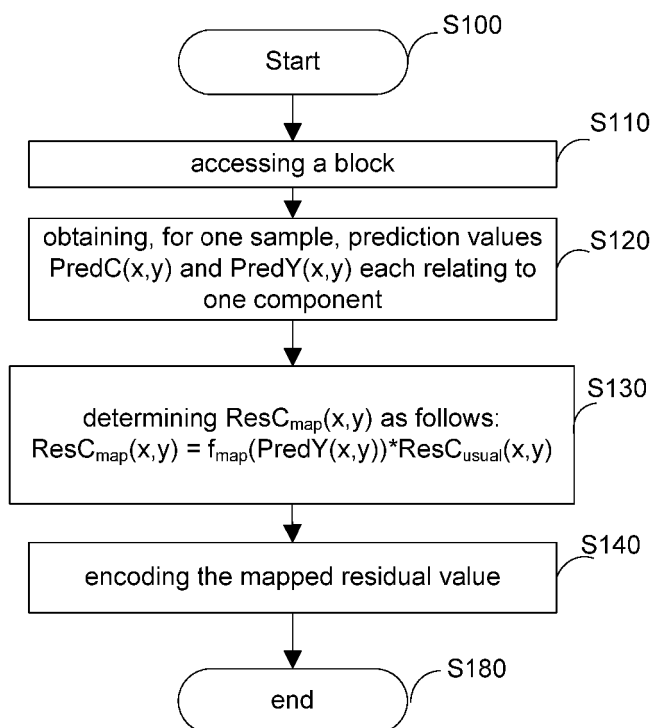 S100
Start
S110
accessing a block
S120
obtaining, for one sample, prediction values
PredC(x,y) and PredY(x,y) each relating to
one component
S130
determining ResCmap(x,y) as follows:
ResCmap(x,y) = fmap(PredY(x,y))*ResCusual(x,y)
S140
encoding the mapped residual value
S180
end